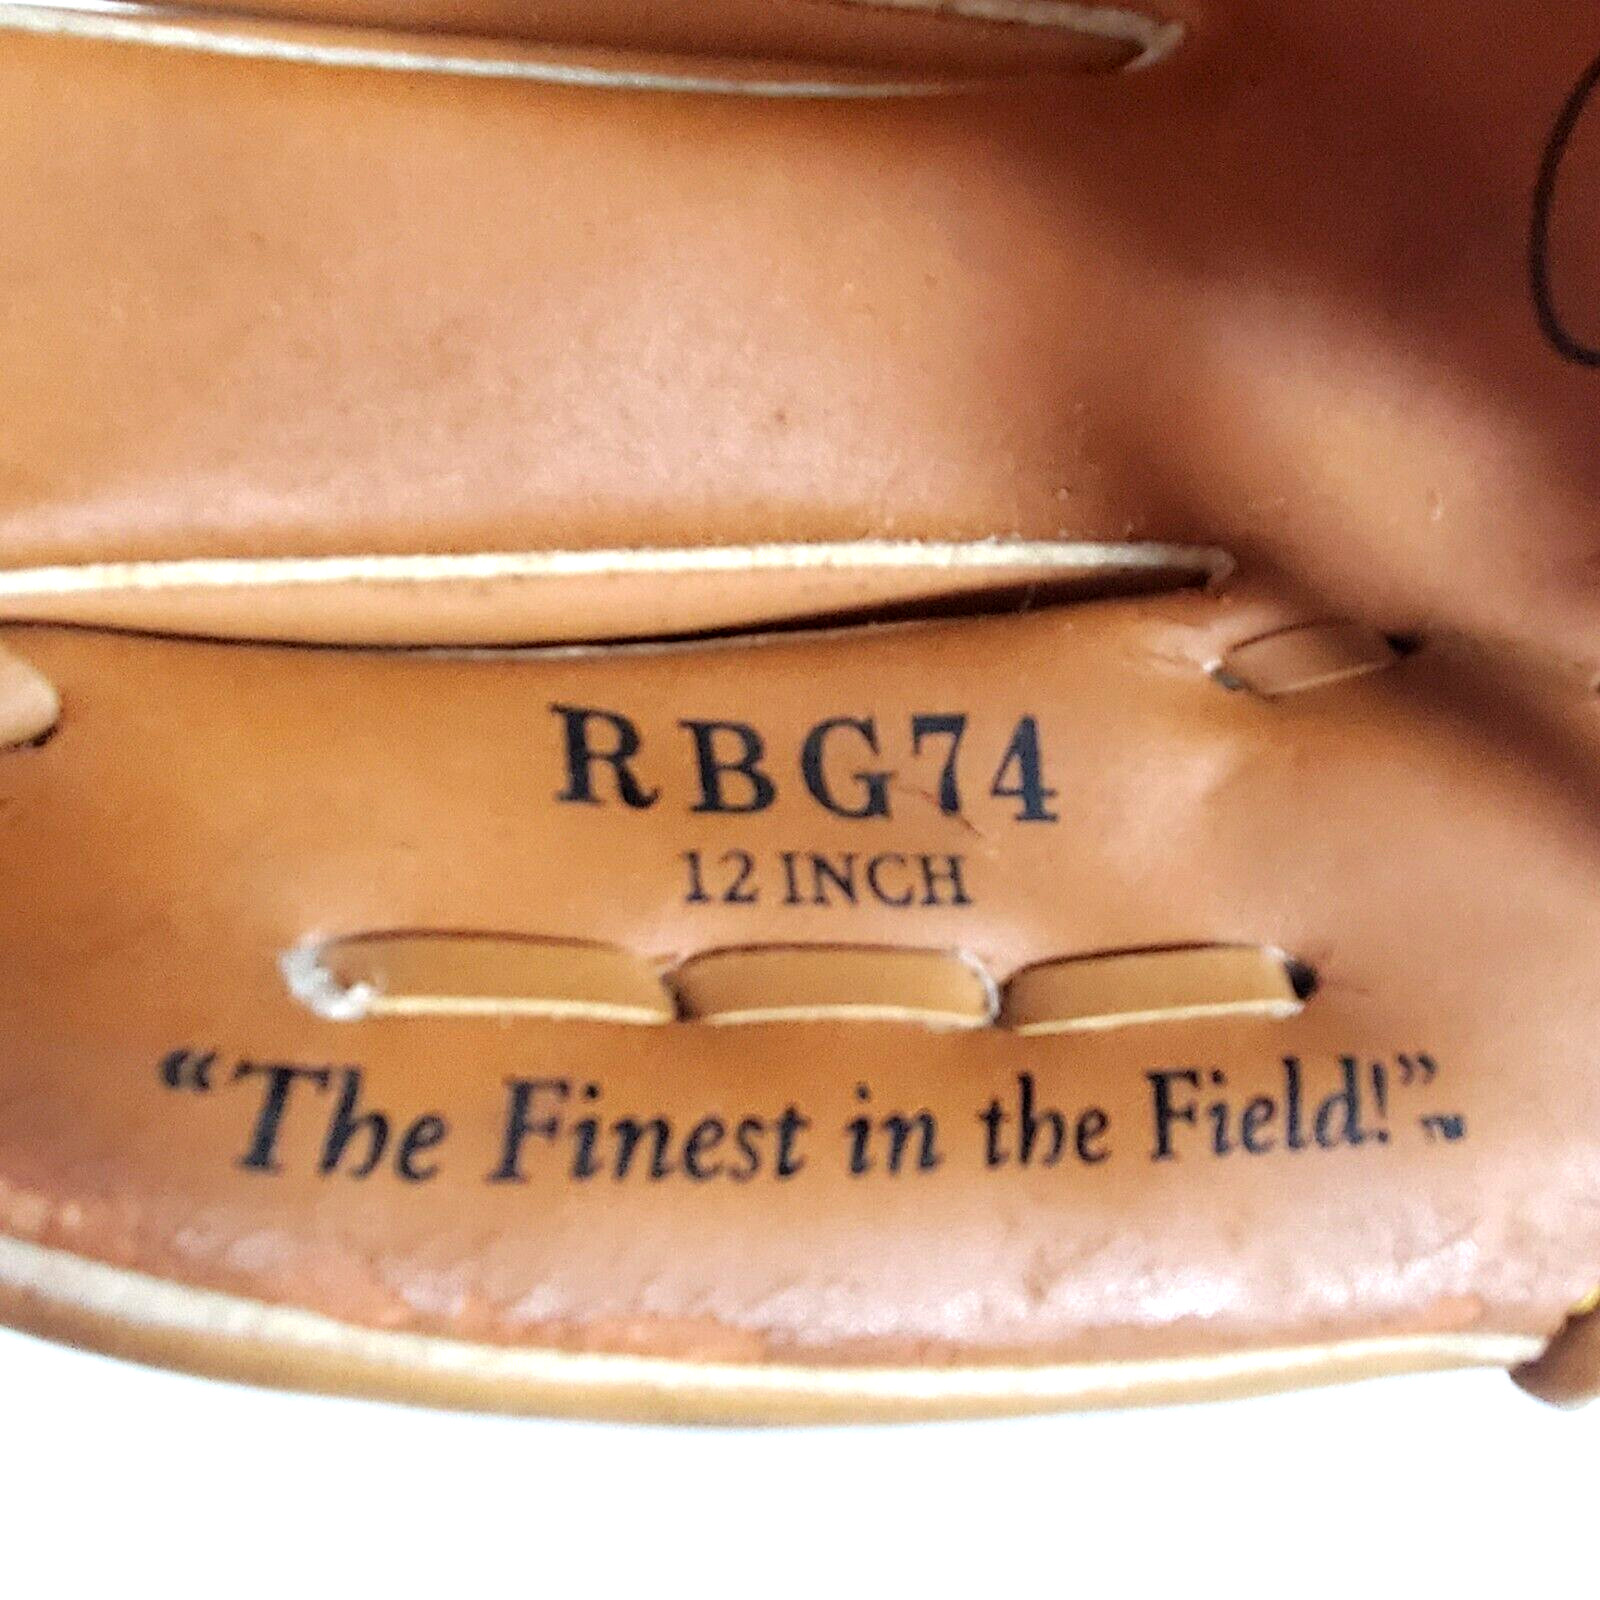 RBG74
12 INCH
“The Finest in the Field!”™